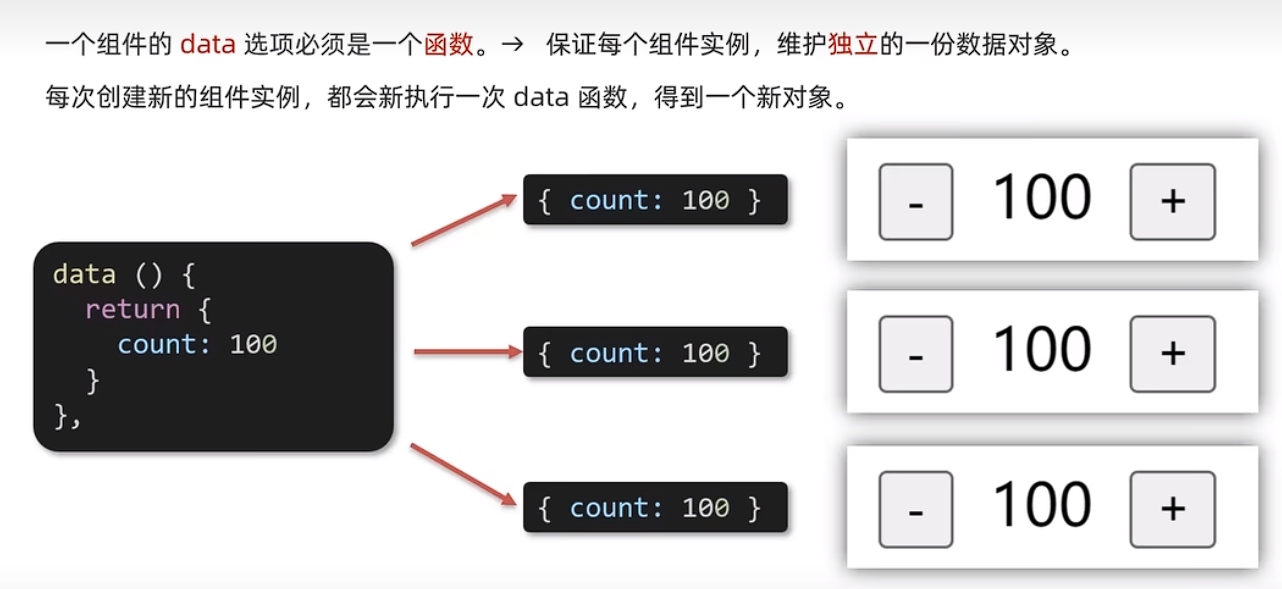 一个组件的 data 选项必须是一个函数。→ 保证每个组件实例，维护独立的一份数据对象。
每次创建新的组件实例，都会新执行一次 data 函数，得到一个新对象。
data () {
  return {
    count: 100
  }
},
{ count: 100 }
- 100 +
{ count: 100 }
- 100 +
{ count: 100 }
- 100 +